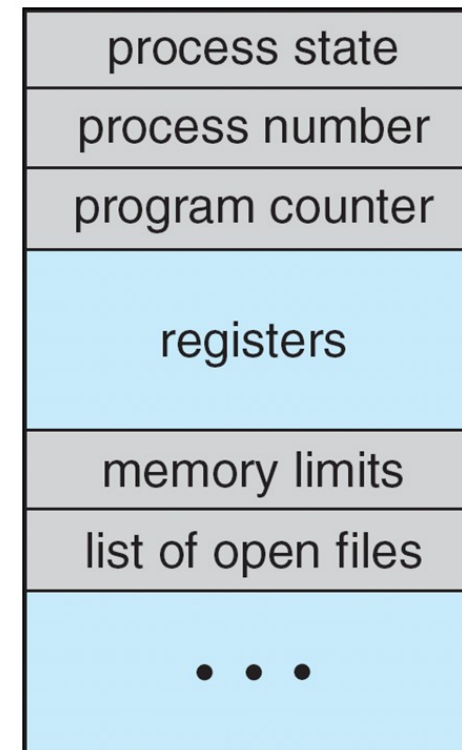 process state
process number
program counter
registers
memory limits
list of open files
• • •